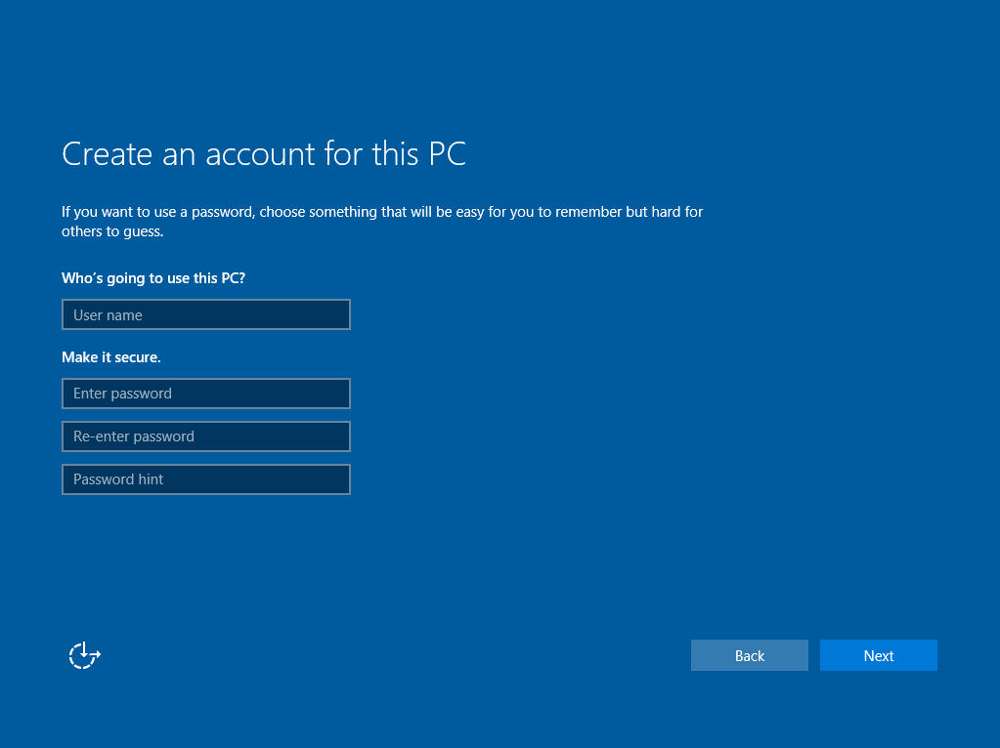 Create an account for this PC
If you want to use a password, choose something that will be easy for you to remember but hard for
others to guess.
Who's going to use this PC?
User name
Make it secure.
Enter password
Re-enter password
Password hint
Back
Next